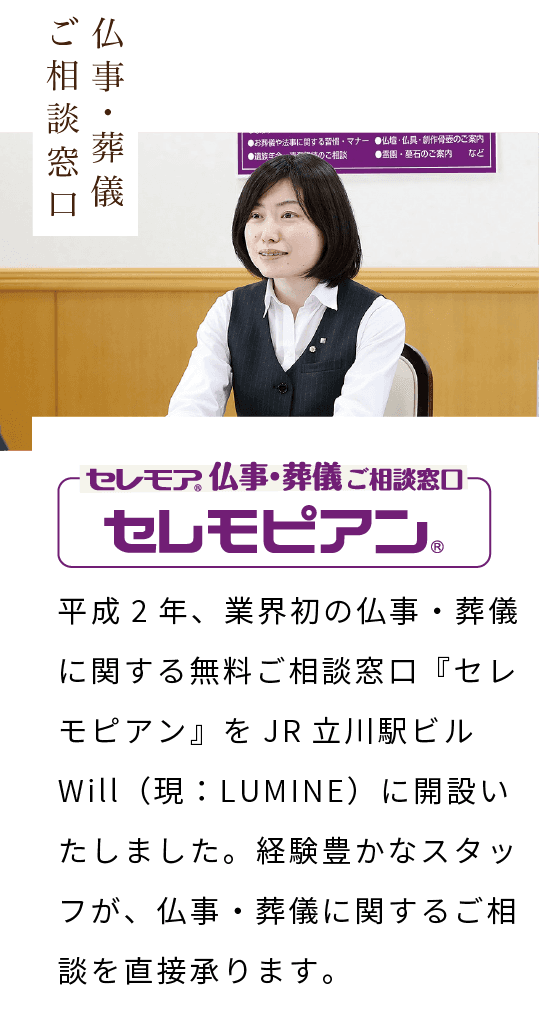 仏事・葬儀
ご相談窓口
●お葬儀や法事に関する習慣・マナー ●仏壇・仏具・創作骨壺のご案内
のご相談 ●霊園・墓石のご案内 など
セレモア® 仏事・葬儀 ご相談窓口
セレモピアン®
平成 2 年、業界初の仏事・葬儀
に関する無料ご相談窓口『セレ
モピアン』を JR 立川駅ビル
Will（現：LUMINE）に開設い
たしました。経験豊かなスタッ
フが、仏事・葬儀に関するご相
談を直接承ります。